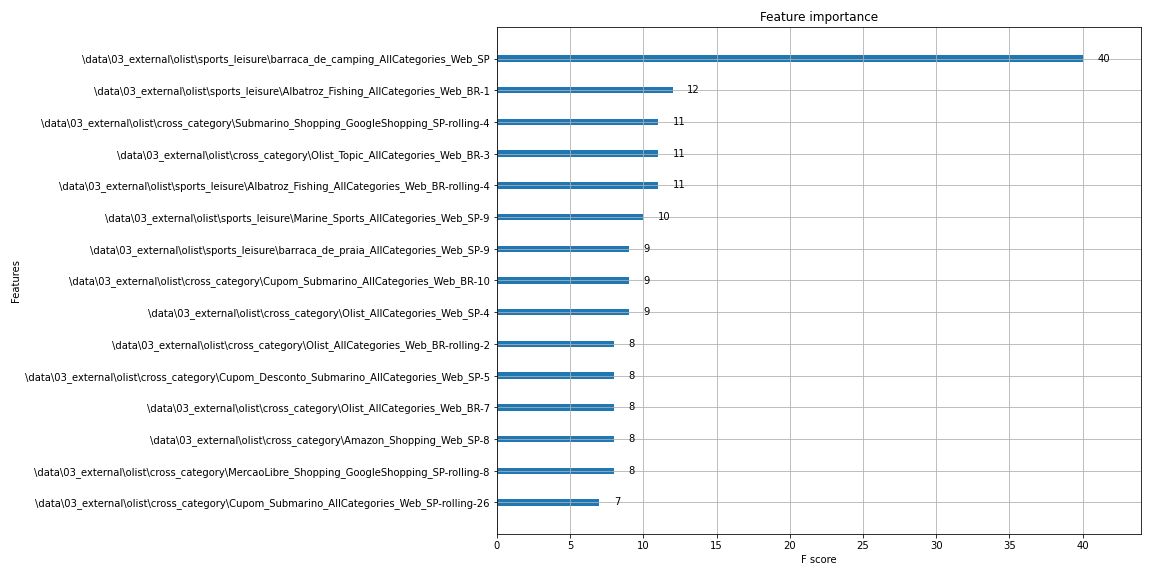 Feature importance
\data\03_external\olist\sports_leisure\barraca_de_camping_AllCategories_Web_SP
40
\data\03_external\olist\sports_leisure\Albatroz_Fishing_AllCategories_Web_BR-1
12
\data\03_external\olist\cross_category\Submarino_Shopping_GoogleShopping_SP-rolling-4
11
\data\03_external\olist\cross_category\Olist_Topic_AllCategories_Web_BR-3
11
\data\03_external\olist\sports_leisure\Albatroz_Fishing_AllCategories_Web_BR-rolling-4
11
\data\03_external\olist\sports_leisure\Marine_Sports_AllCategories_Web_SP-9
10
\data\03_external\olist\sports_leisure\barraca_de_praia_AllCategories_Web_SP-9
9
\data\03_external\olist\cross_category\Cupom_Submarino_AllCategories_Web_BR-10
9
\data\03_external\olist\cross_category\Olist_AllCategories_Web_SP-4
9
\data\03_external\olist\cross_category\Olist_AllCategories_Web_BR-rolling-2
8
\data\03_external\olist\cross_category\Cupom_Desconto_Submarino_AllCategories_Web_SP-5
8
\data\03_external\olist\cross_category\Olist_AllCategories_Web_BR-7
8
\data\03_external\olist\cross_category\Amazon_Shopping_Web_SP-8
8
\data\03_external\olist\cross_category\MercaoLibre_Shopping_GoogleShopping_SP-rolling-8
8
\data\03_external\olist\cross_category\Cupom_Submarino_AllCategories_Web_SP-rolling-26
7
Features
0 5 10 15 20 25 30 35 40
F score